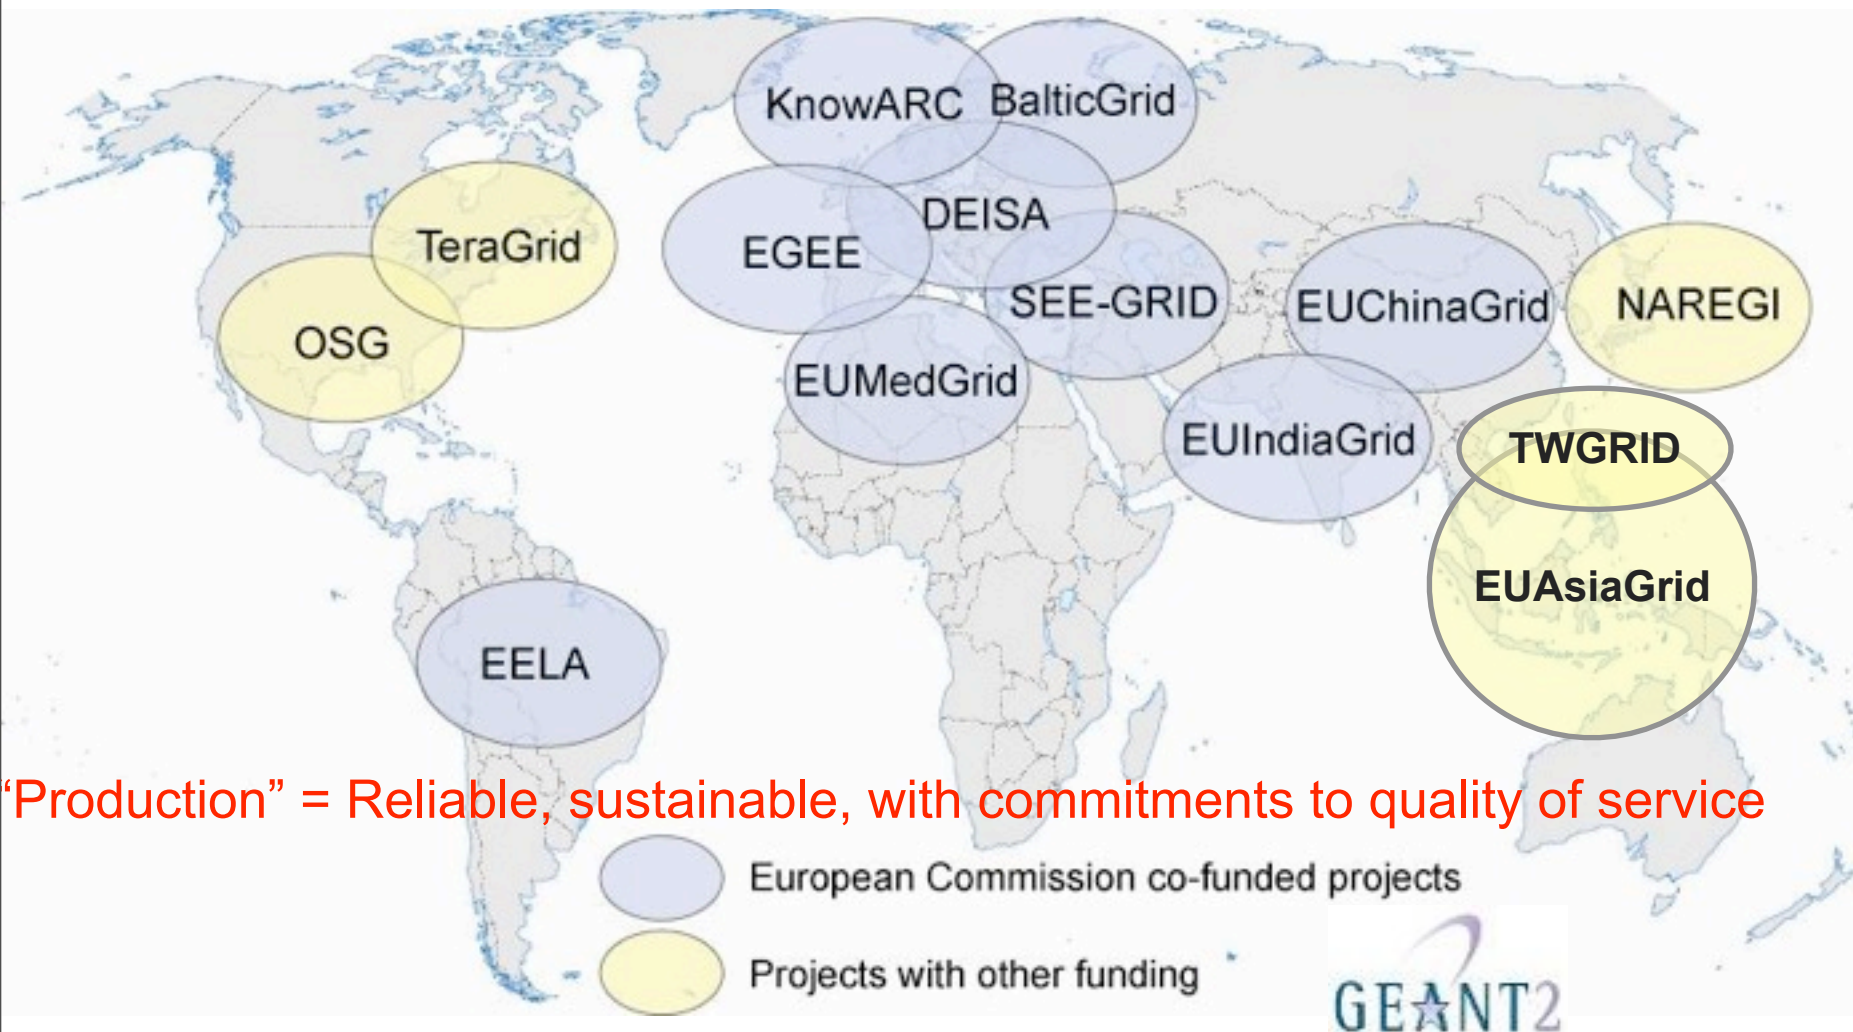 KnowARC
BalticGrid
DEISA
TeraGrid
EGEE
SEE-GRID
EUChinaGrid
NAREGI
OSG
EUMedGrid
EUIndiaGrid
TWGRID
EUAsiaGrid
EELA
“Production” = Reliable, sustainable, with commitments to quality of service
European Commission co-funded projects
Projects with other funding
GEANT2